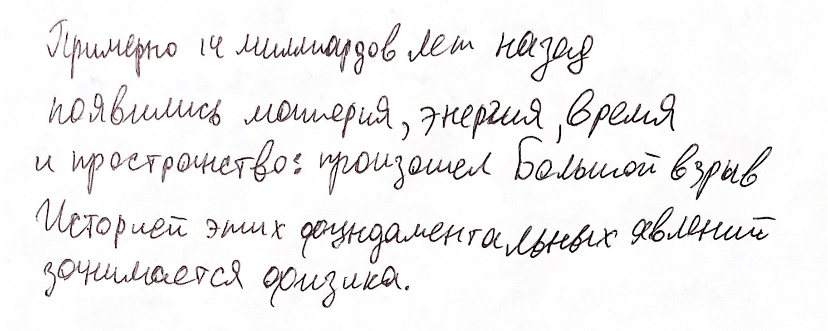 Примерно 14 миллиардов лет назад
появились материя, энергия, время
и пространство: произошел Большой взрыв
Историей этих фундаментальных явлений
занимается физика.